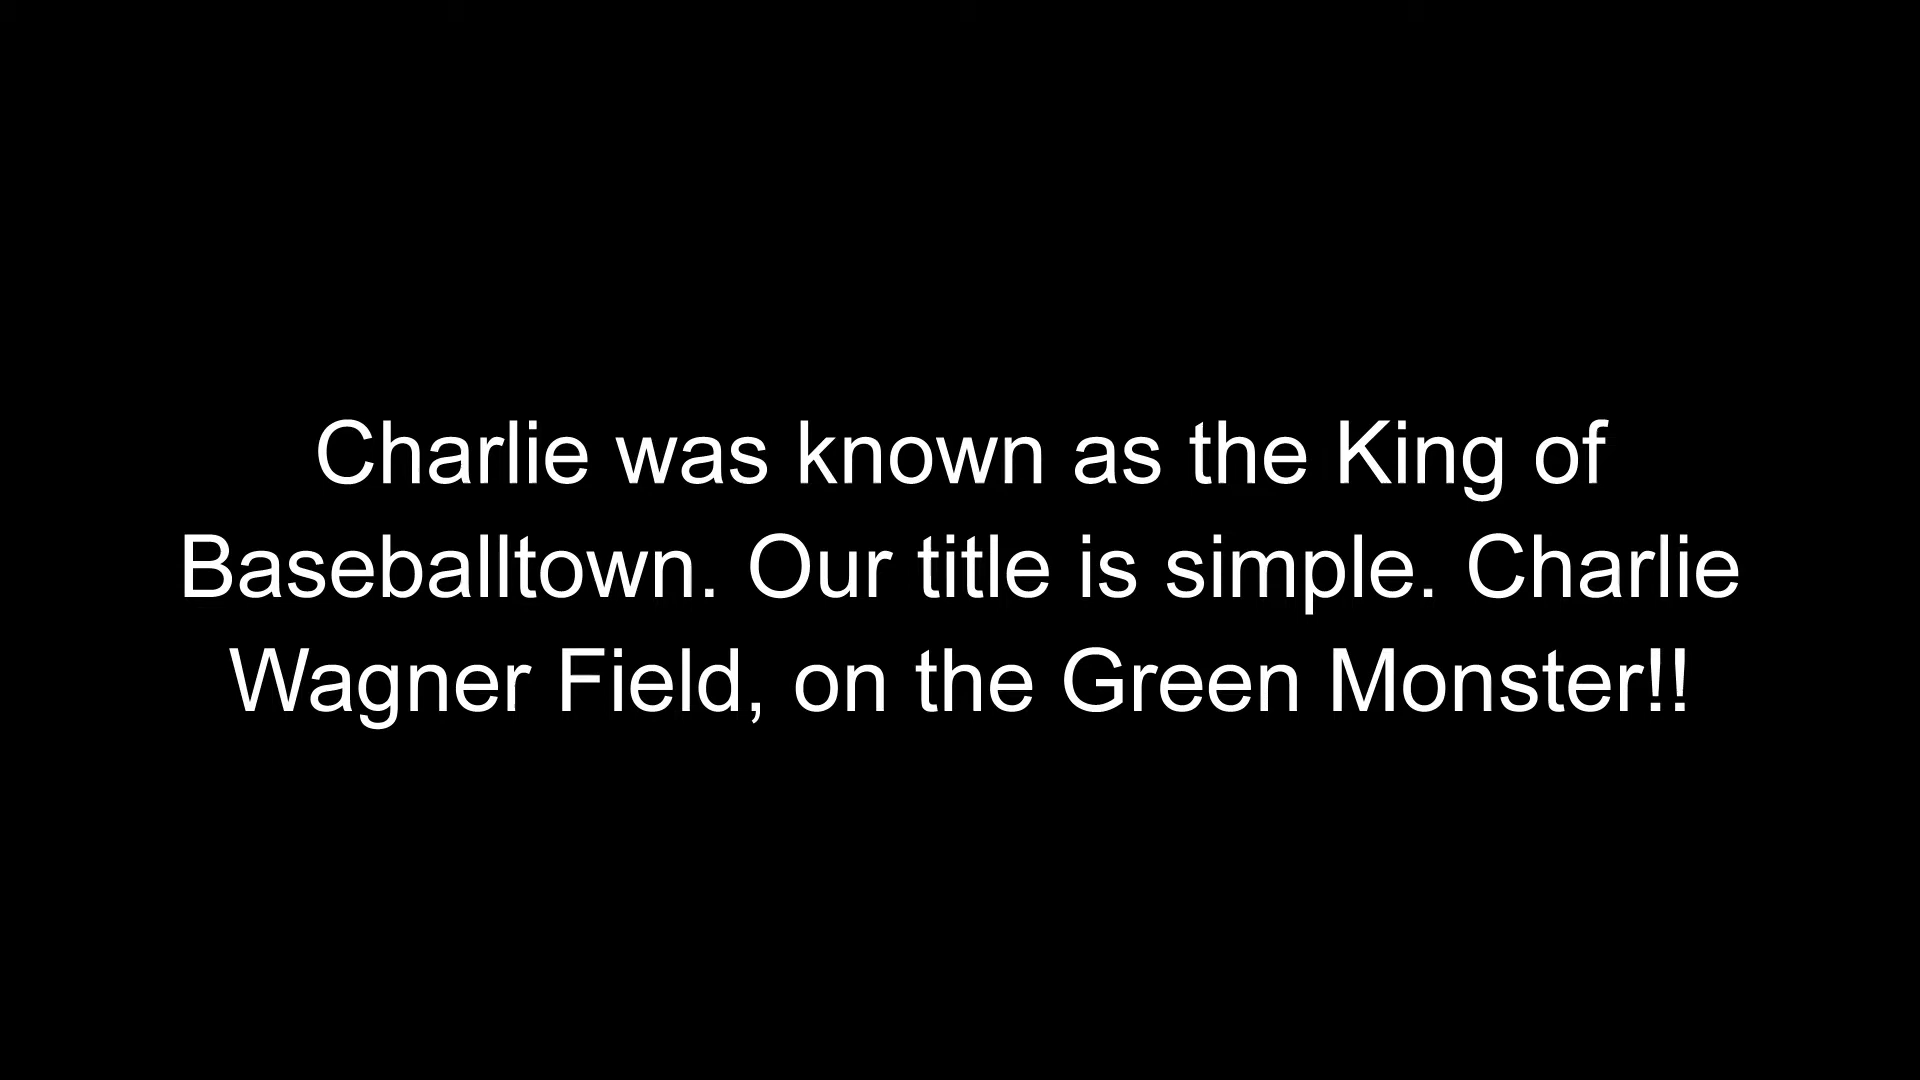 Charlie was known as the King of
Baseballtown. Our title is simple. Charlie
Wagner Field, on the Green Monster!!